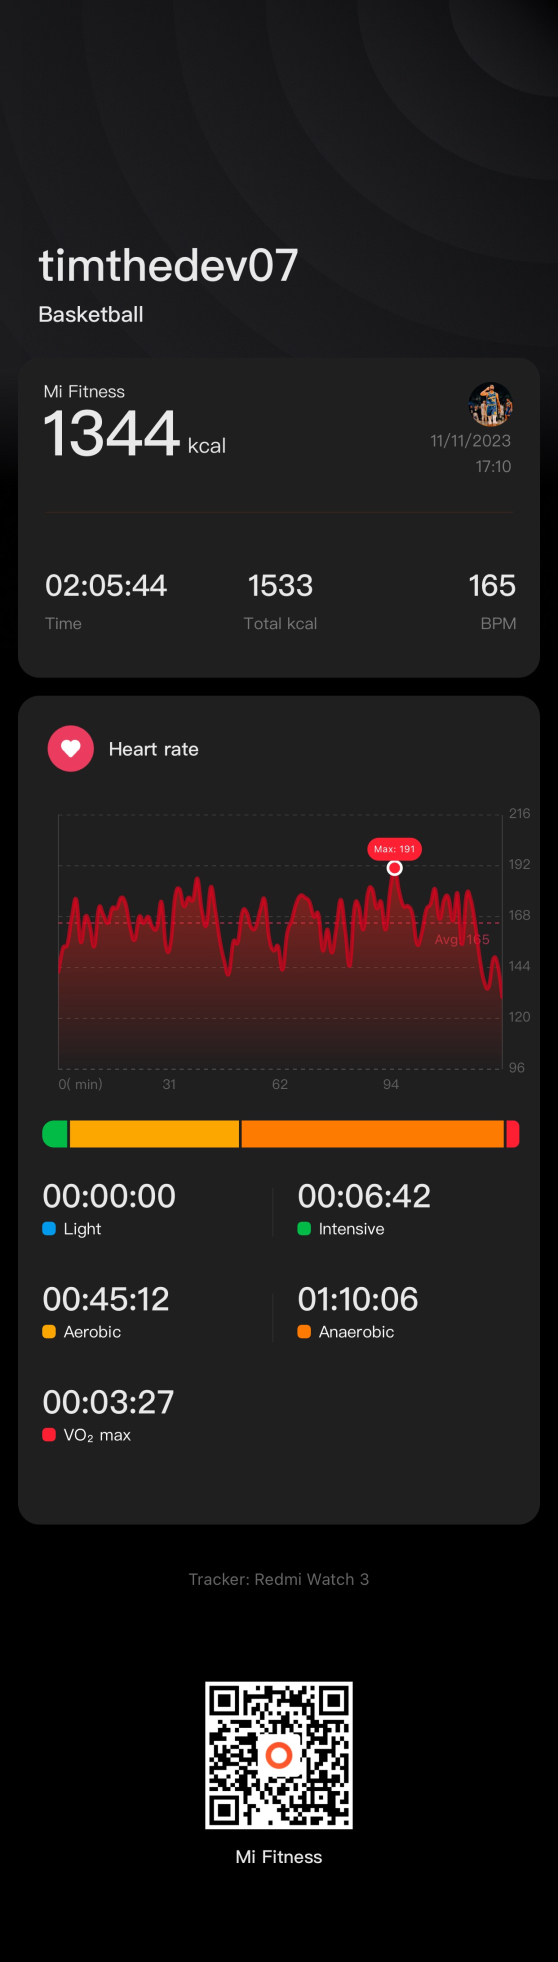 timthedev07
Basketball
Mi Fitness
1344 kcal
11/11/2023
17:10
02:05:44 1533 165
Time Total kcal BPM
Heart rate
216
Max: 191
192
168
Avg: 165
144
120
96
0( min) 31 62 94
00:00:00 00:06:42
Light Intensive
00:45:12 01:10:06
Aerobic Anaerobic
00:03:27
VO₂ max
Tracker: Redmi Watch 3
Mi Fitness